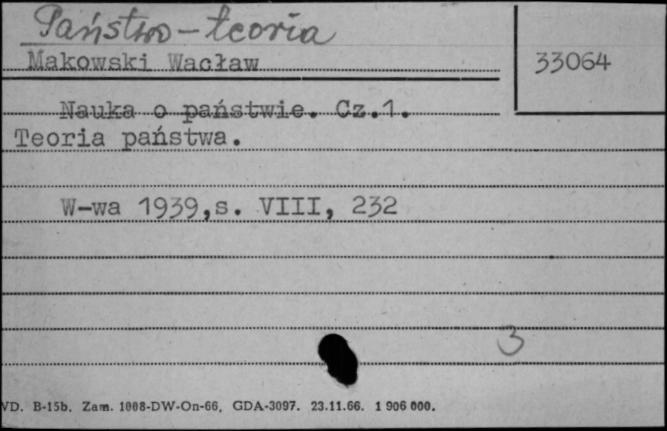 Państwo - teoria
Makowski Wacław
33064
Nauka o państwie. Cz.1.
Teoria państwa.
W-wa 1939,s. VIII, 232
3
VD. B-15b. Zam. 1008-DW-On-66. GDA-3097. 23.11.66. 1 906 000.